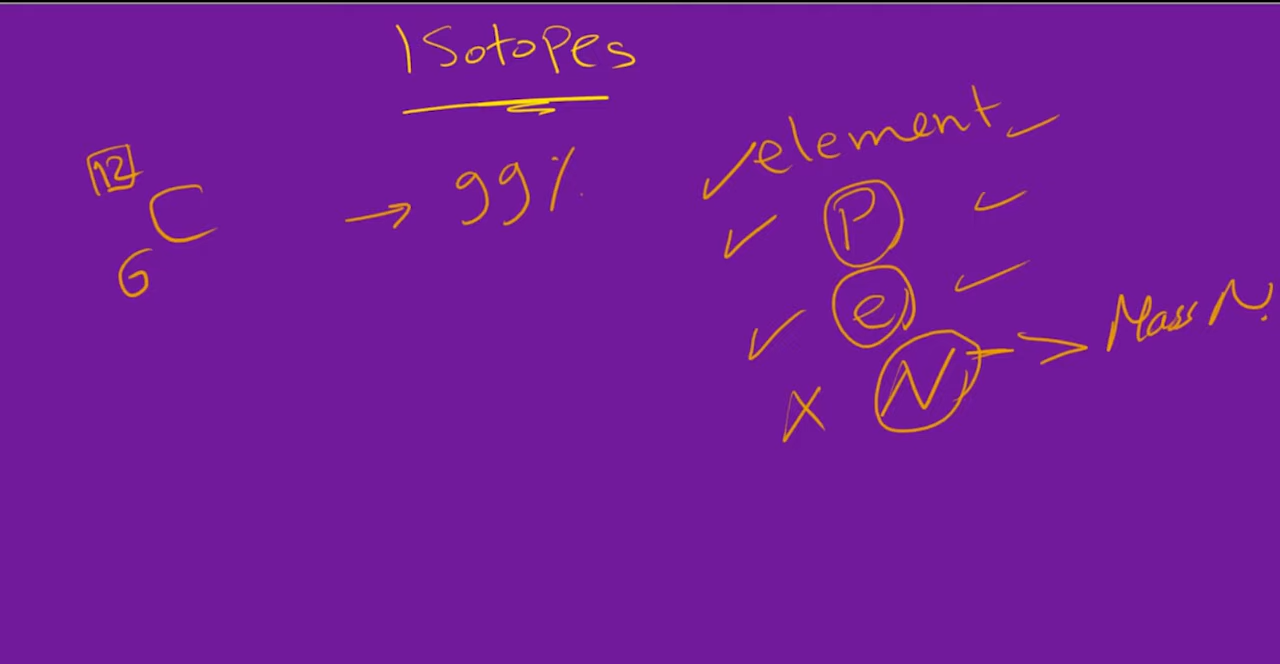 Isotopes
12
C → 99%
6
✓ element ✓
✓ P ✓
✓ e ✓
X N → Mass N.